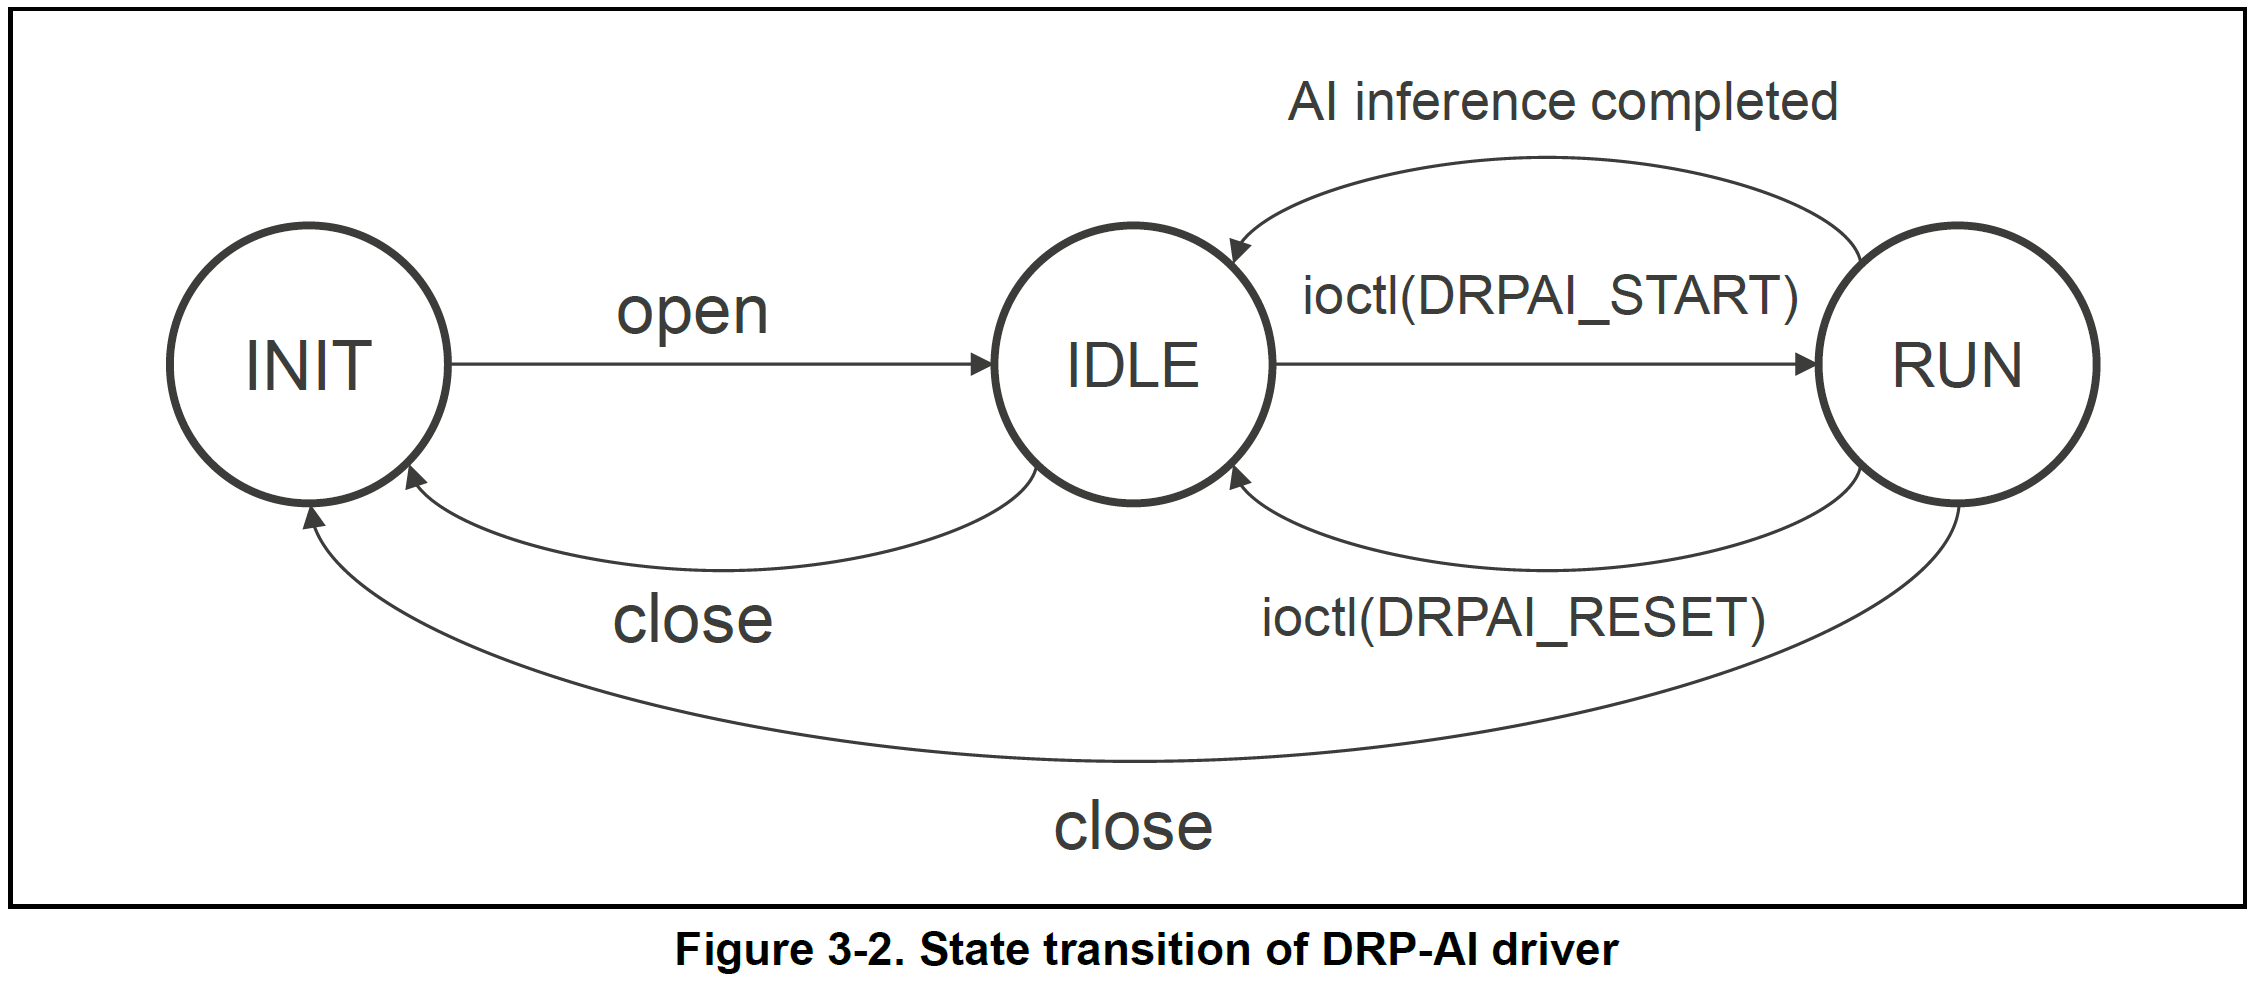 AI inference completed
ioctl(DRPAI_START)
open
INIT
IDLE
RUN
close
ioctl(DRPAI_RESET)
close
Figure 3-2. State transition of DRP-AI driver